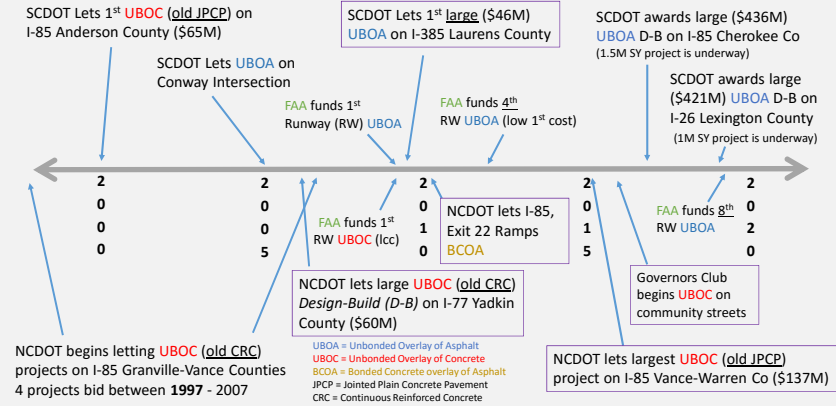 SCDOT Lets 1st UBOC (old JPCP) on
I-85 Anderson County ($65M)
SCDOT Lets UBOA on
Conway Intersection
SCDOT Lets 1st large ($46M)
UBOA on I-385 Laurens County
SCDOT awards large ($436M)
UBOA D-B on I-85 Cherokee Co
(1.5M SY project is underway)
SCDOT awards large
($421M) UBOA D-B on
I-26 Lexington County
(1M SY project is underway)
FAA funds 1st
Runway (RW) UBOA
FAA funds 4th
RW UBOA (low 1st cost)
2
0
0
0
2
0
0
5
2
0
1
0
2
0
1
5
2
0
2
0
FAA funds 1st
RW UBOC (lcc)
NCDOT lets I-85,
Exit 22 Ramps
BCOA
FAA funds 8th
RW UBOA
Governors Club
begins UBOC on
community streets
NCDOT lets large UBOC (old CRC)
Design-Build (D-B) on I-77 Yadkin
County ($60M)
NCDOT begins letting UBOC (old CRC)
projects on I-85 Granville-Vance Counties
4 projects bid between 1997 - 2007
UBOA = Unbonded Overlay of Asphalt
UBOC = Unbonded Overlay of Concrete
BCOA = Bonded Concrete overlay of Asphalt
JPCP = Jointed Plain Concrete Pavement
CRC = Continuous Reinforced Concrete
NCDOT lets largest UBOC (old JPCP)
project on I-85 Vance-Warren Co ($137M)